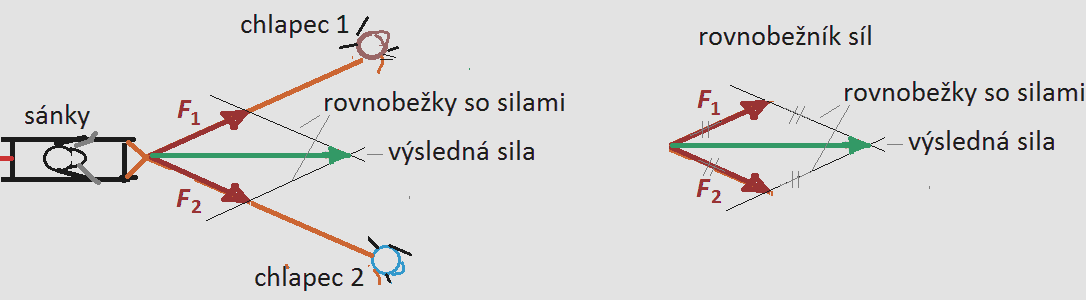 chlapec 1
sánky
F1
rovnobežky so silami
výsledná sila
F2
chlapec 2
rovnobežník síl
F1
rovnobežky so silami
výsledná sila
F2